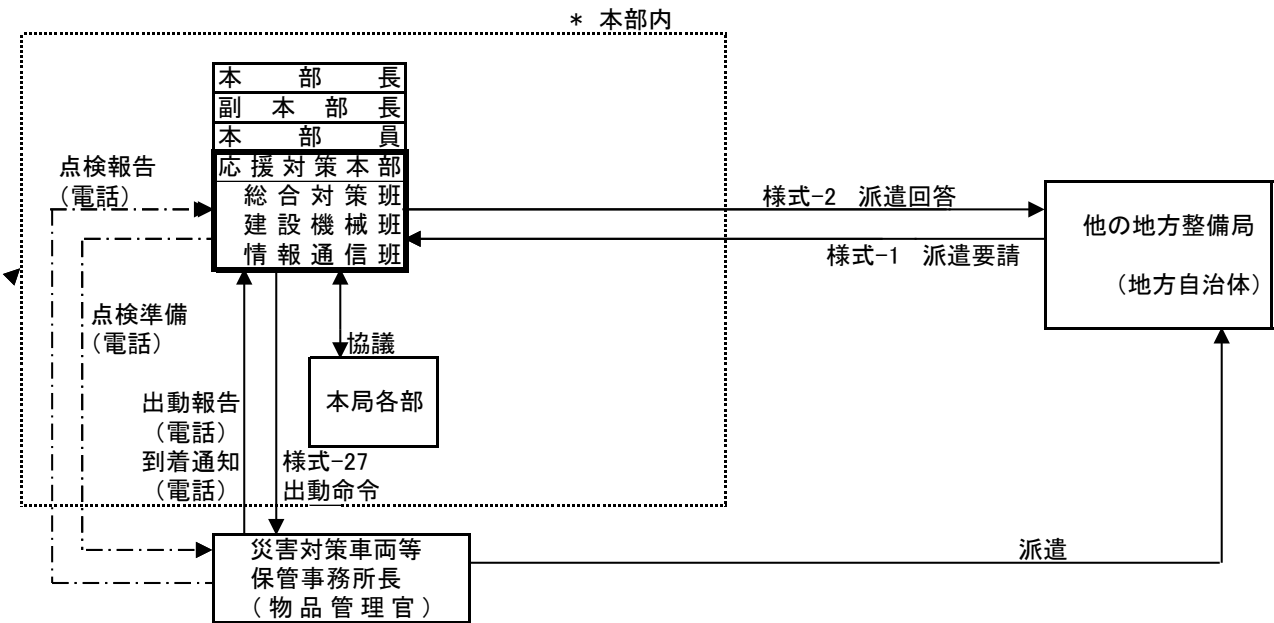 * 本部内
本部長
副本部長
本部員
応援対策本部
総合対策班
建設機械班
情報通信班
点検報告
(電話)
点検準備
(電話)
様式-2 派遣回答
様式-1 派遣要請
他の地方整備局
(地方自治体)
協議
本局各部
出動報告
(電話)
到着通知
(電話)
様式-27
出動命令
災害対策車両等
保管事務所長
(物品管理官)
派遣